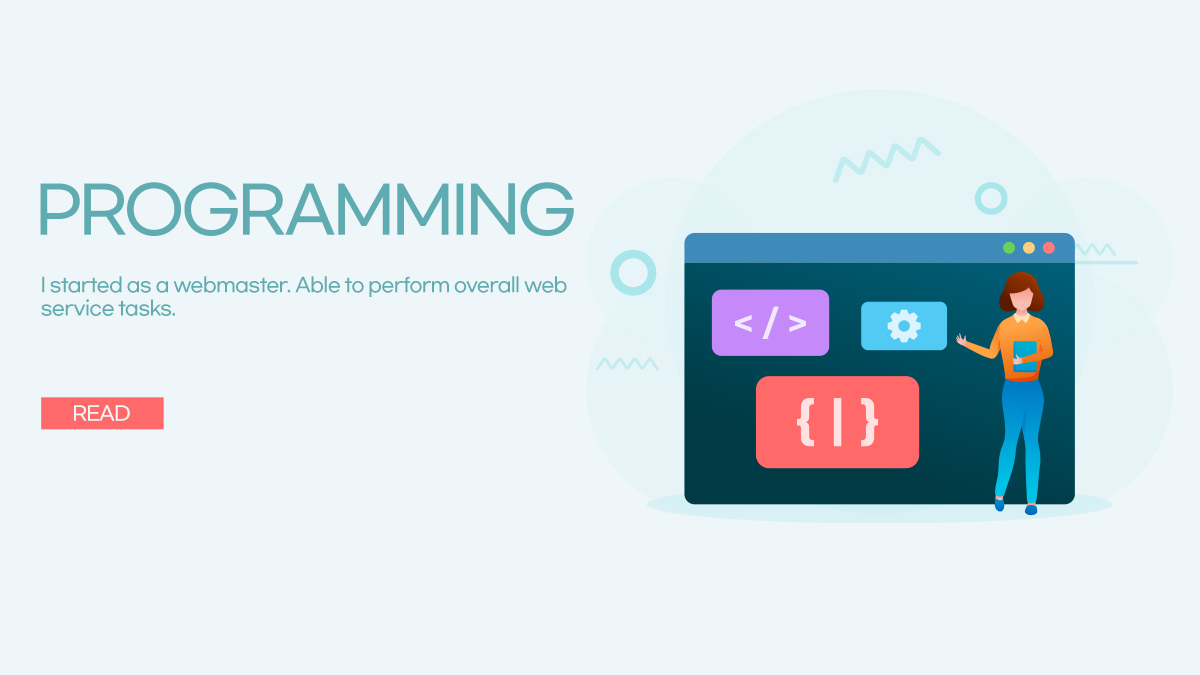 PROGRAMMING
I started as a webmaster. Able to perform overall web
service tasks.
READ
< / >
{ | }